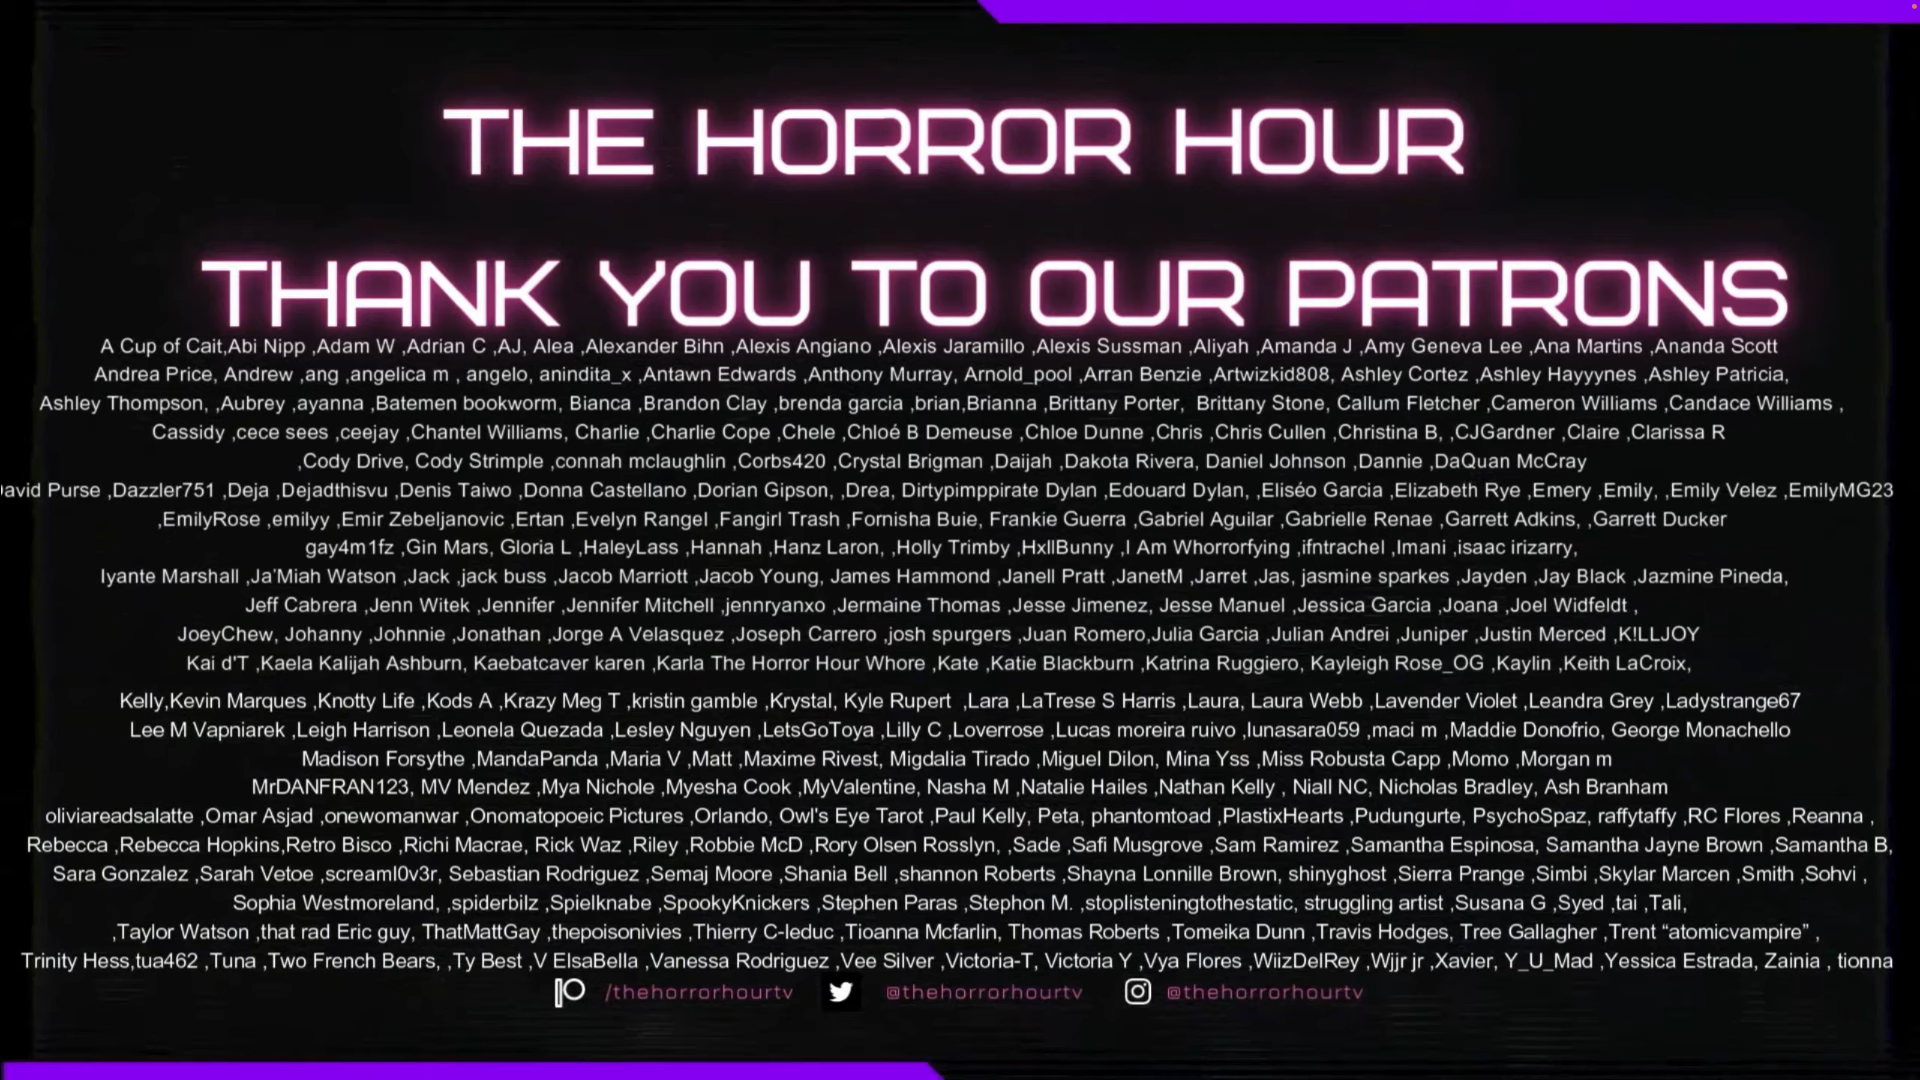 THE HORROR HOUR
THANK YOU TO OUR PATRONS
A Cup of Cait,Abi Nipp ,Adam W ,Adrian C ,AJ, Alea ,Alexander Bihn ,Alexis Angiano ,Alexis Jaramillo ,Alexis Sussman ,Aliyah ,Amanda J ,Amy Geneva Lee ,Ana Martins ,Ananda Scott
Andrea Price, Andrew ,ang ,angelica m , angelo, anindita_x ,Antawn Edwards ,Anthony Murray, Arnold_pool ,Arran Benzie ,Artwizkid808, Ashley Cortez ,Ashley Hayyynes ,Ashley Patricia,
Ashley Thompson, ,Aubrey ,ayanna ,Batemen bookworm, Bianca ,Brandon Clay ,brenda garcia ,brian,Brianna ,Brittany Porter, Brittany Stone, Callum Fletcher ,Cameron Williams ,Candace Williams ,
Cassidy ,cece sees ,ceejay ,Chantel Williams, Charlie ,Charlie Cope ,Chele ,Chloé B Demeuse ,Chloe Dunne ,Chris ,Chris Cullen ,Christina B, ,CJGardner ,Claire ,Clarissa R
,Cody Drive, Cody Strimple ,connah mclaughlin ,Corbs420 ,Crystal Brigman ,Daijah ,Dakota Rivera, Daniel Johnson ,Dannie ,DaQuan McCray
avid Purse ,Dazzler751 ,Deja ,Dejadthisvu ,Denis Taiwo ,Donna Castellano ,Dorian Gipson, ,Drea, Dirtypimppirate Dylan ,Edouard Dylan, ,Eliséo Garcia ,Elizabeth Rye ,Emery ,Emily, ,Emily Velez ,EmilyMG23
,EmilyRose ,emilyy ,Emir Zebeljanovic ,Ertan ,Evelyn Rangel ,Fangirl Trash ,Fornisha Buie, Frankie Guerra ,Gabriel Aguilar ,Gabrielle Renae ,Garrett Adkins, ,Garrett Ducker
gay4m1fz ,Gin Mars, Gloria L ,HaleyLass ,Hannah ,Hanz Laron, ,Holly Trimby ,HxllBunny ,I Am Whorrorfying ,ifntrachel ,Imani ,isaac irizarry,
Iyante Marshall ,Ja'Miah Watson ,Jack ,jack buss ,Jacob Marriott ,Jacob Young, James Hammond ,Janell Pratt ,JanetM ,Jarret ,Jas, jasmine sparkes ,Jayden ,Jay Black ,Jazmine Pineda,
Jeff Cabrera ,Jenn Witek ,Jennifer ,Jennifer Mitchell ,jennryanxo ,Jermaine Thomas ,Jesse Jimenez, Jesse Manuel ,Jessica Garcia ,Joana ,Joel Widfeldt ,
JoeyChew, Johanny ,Johnnie ,Jonathan ,Jorge A Velasquez ,Joseph Carrero ,josh spurgers ,Juan Romero,Julia Garcia ,Julian Andrei ,Juniper ,Justin Merced ,K!LLJOY
Kai d'T ,Kaela Kalijah Ashburn, Kaebatcaver karen ,Karla The Horror Hour Whore ,Kate ,Katie Blackburn ,Katrina Ruggiero, Kayleigh Rose_OG ,Kaylin ,Keith LaCroix,
Kelly,Kevin Marques ,Knotty Life ,Kods A ,Krazy Meg T ,kristin gamble ,Krystal, Kyle Rupert ,Lara ,LaTrese S Harris ,Laura, Laura Webb ,Lavender Violet ,Leandra Grey ,Ladystrange67
Lee M Vapniarek ,Leigh Harrison ,Leonela Quezada ,Lesley Nguyen ,LetsGoToya ,Lilly C ,Loverrose ,Lucas moreira ruivo ,lunasara059 ,maci m ,Maddie Donofrio, George Monachello
Madison Forsythe ,MandaPanda ,Maria V ,Matt ,Maxime Rivest, Migdalia Tirado ,Miguel Dilon, Mina Yss ,Miss Robusta Capp ,Momo ,Morgan m
MrDANFRAN123, MV Mendez ,Mya Nichole ,Myesha Cook ,MyValentine, Nasha M ,Natalie Hailes ,Nathan Kelly , Niall NC, Nicholas Bradley, Ash Branham
oliviareadsalatte ,Omar Asjad ,onewomanwar ,Onomatopoeic Pictures ,Orlando, Owl's Eye Tarot ,Paul Kelly, Peta, phantomtoad ,PlastixHearts ,Pudungurte, PsychoSpaz, raffytaffy ,RC Flores ,Reanna ,
Rebecca ,Rebecca Hopkins,Retro Bisco ,Richi Macrae, Rick Waz ,Riley ,Robbie McD ,Rory Olsen Rosslyn, ,Sade ,Safi Musgrove ,Sam Ramirez ,Samantha Espinosa, Samantha Jayne Brown ,Samantha B,
Sara Gonzalez ,Sarah Vetoe ,screaml0v3r, Sebastian Rodriguez ,Semaj Moore ,Shania Bell ,shannon Roberts ,Shayna Lonnille Brown, shinyghost ,Sierra Prange ,Simbi ,Skylar Marcen ,Smith ,Sohvi ,
Sophia Westmoreland, ,spiderbilz ,Spielknabe ,SpookyKnickers ,Stephen Paras ,Stephon M. ,stoplisteningtothestatic, struggling artist ,Susana G ,Syed ,tai ,Tali,
,Taylor Watson ,that rad Eric guy, ThatMattGay ,thepoisonivies ,Thierry C-leduc ,Tioanna Mcfarlin, Thomas Roberts ,Tomeika Dunn ,Travis Hodges, Tree Gallagher ,Trent “atomicvampire” ,
Trinity Hess,tua462 ,Tuna ,Two French Bears, ,Ty Best ,V ElsaBella ,Vanessa Rodriguez ,Vee Silver ,Victoria-T, Victoria Y ,Vya Flores ,WiizDelRey ,Wjjr jr ,Xavier, Y_U_Mad ,Yessica Estrada, Zainia , tionna
/thehorrorhourtv @thehorrorhourtv @thehorrorhourtv